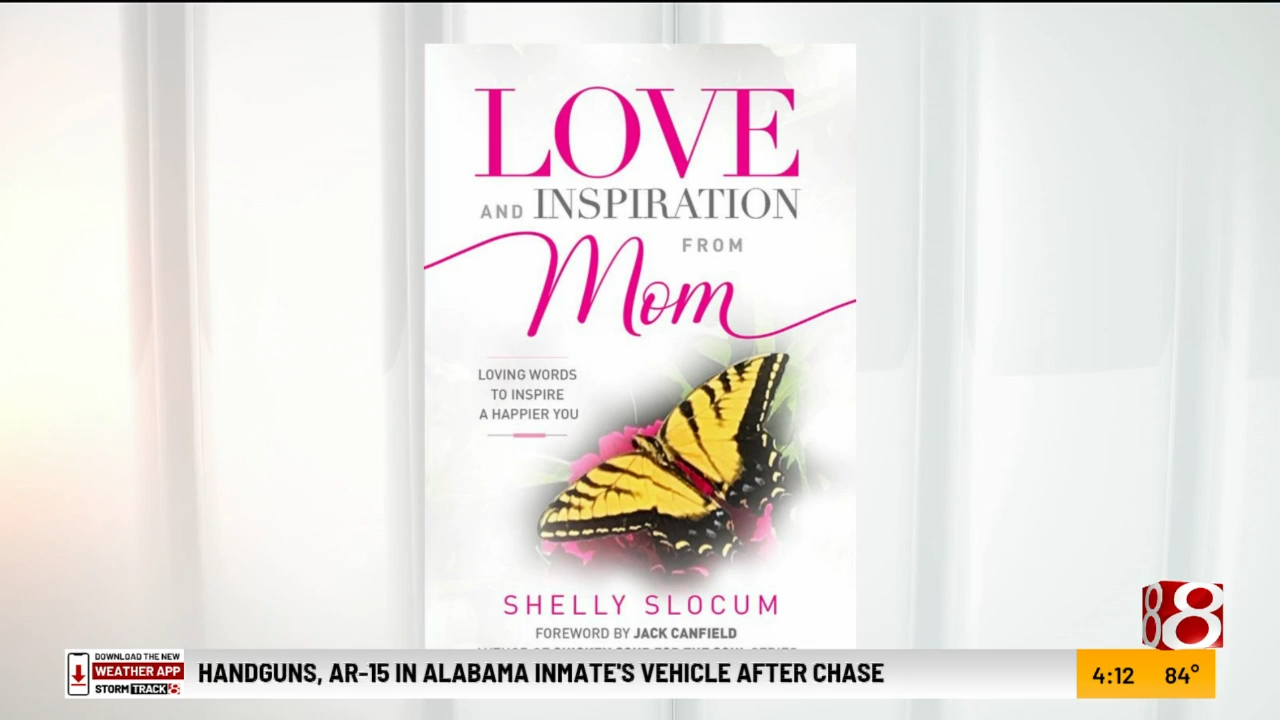 LOVE
AND INSPIRATION
FROM
Mom
LOVING WORDS
TO INSPIRE
A HAPPIER YOU
SHELLY SLOCUM
FOREWORD BY JACK CANFIELD
8 8
DOWNLOAD THE NEW
WEATHER APP
STORM TRACK 8
HANDGUNS, AR-15 IN ALABAMA INMATE'S VEHICLE AFTER CHASE
4:12 84°